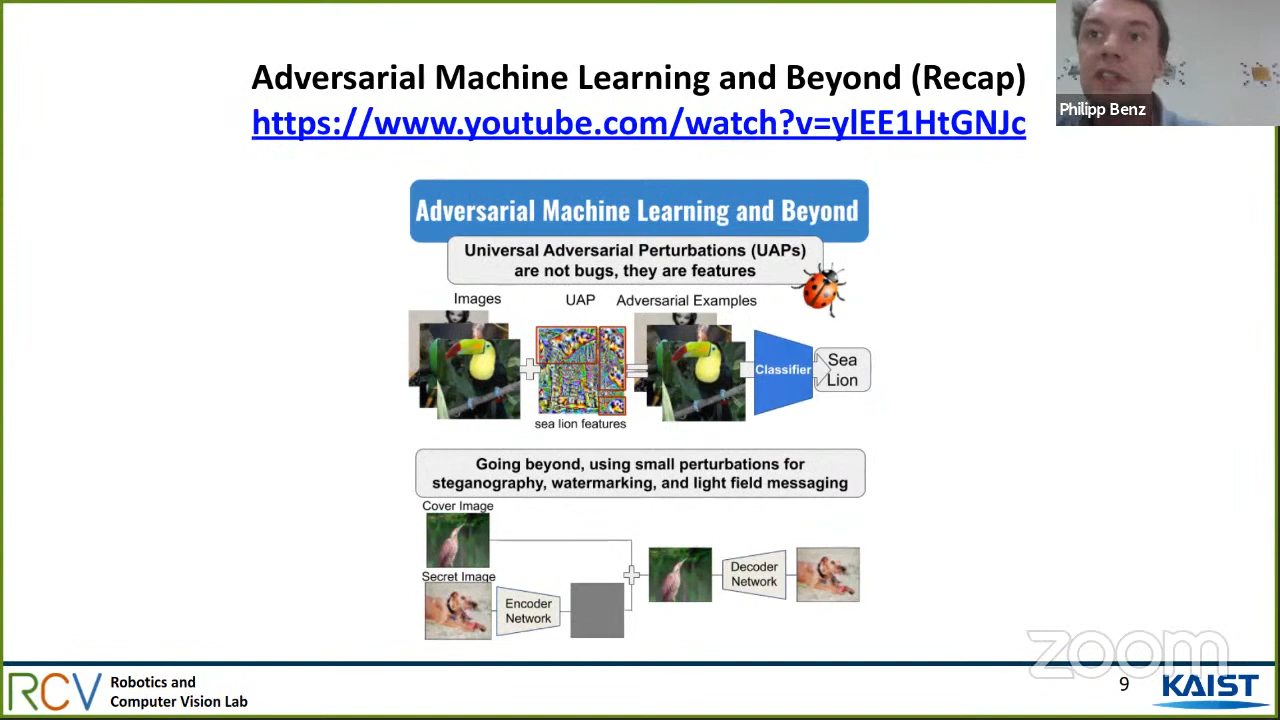 Adversarial Machine Learning and Beyond (Recap)
https://www.youtube.com/watch?v=ylEE1HtGNJc
Philipp Benz
Adversarial Machine Learning and Beyond
Universal Adversarial Perturbations (UAPs)
are not bugs, they are features
Images
UAP
Adversarial Examples
Classifier
Sea
Lion
sea lion features
Going beyond, using small perturbations for
steganography, watermarking, and light field messaging
Cover Image
Secret Image
Encoder
Network
Decoder
Network
zoom
RCV
Robotics and
Computer Vision Lab
9
KAIST